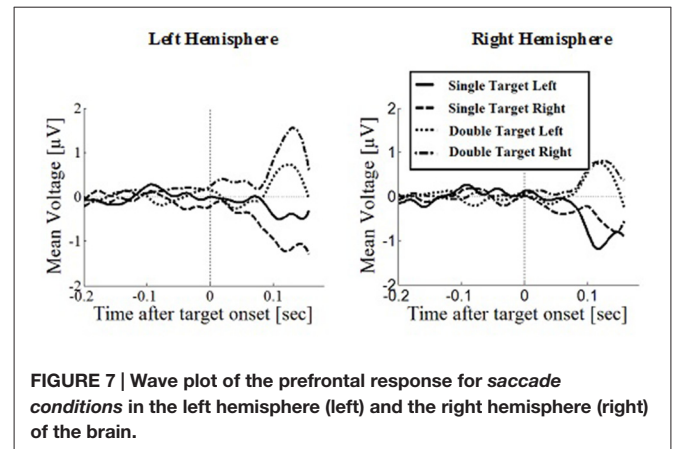 Left Hemisphere
Right Hemisphere
Single Target Left
Single Target Right
Double Target Left
Double Target Right
Mean Voltage [μV]
2
1
0
-1
-2
-0.2
-0.1
0
0.1
Time after target onset [sec]
Mean Voltage [μV]
2
1
0
-1
-2
-0.2
-0.1
0
0.1
Time after target onset [sec]
FIGURE 7 | Wave plot of the prefrontal response for saccade
conditions in the left hemisphere (left) and the right hemisphere (right)
of the brain.